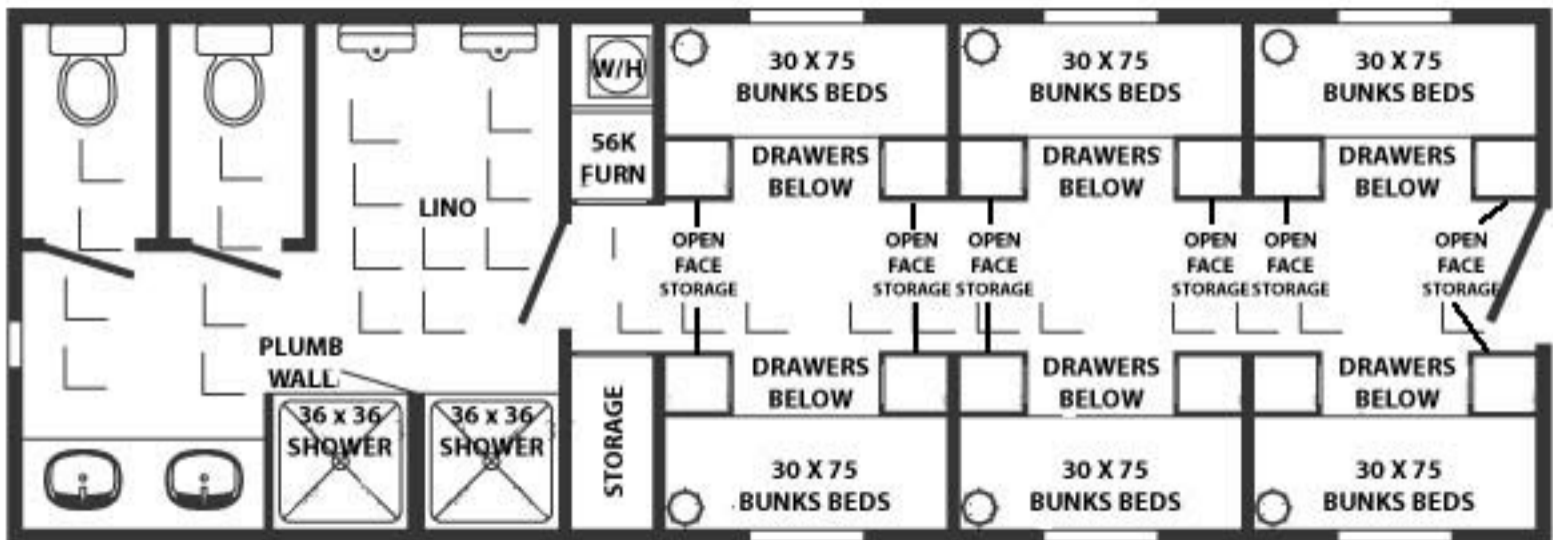 W/H
30 X 75
BUNKS BEDS
30 X 75
BUNKS BEDS
30 X 75
BUNKS BEDS
56K
FURN
DRAWERS
BELOW
DRAWERS
BELOW
DRAWERS
BELOW
LINO
OPEN
FACE
STORAGE
OPEN
FACE
STORAGE
OPEN
FACE
STORAGE
OPEN
FACE
STORAGE
OPEN
FACE
STORAGE
OPEN
FACE
STORAGE
PLUMB
WALL
36 x 36
SHOWER
36 x 36
SHOWER
STORAGE
DRAWERS
BELOW
DRAWERS
BELOW
DRAWERS
BELOW
30 X 75
BUNKS BEDS
30 X 75
BUNKS BEDS
30 X 75
BUNKS BEDS